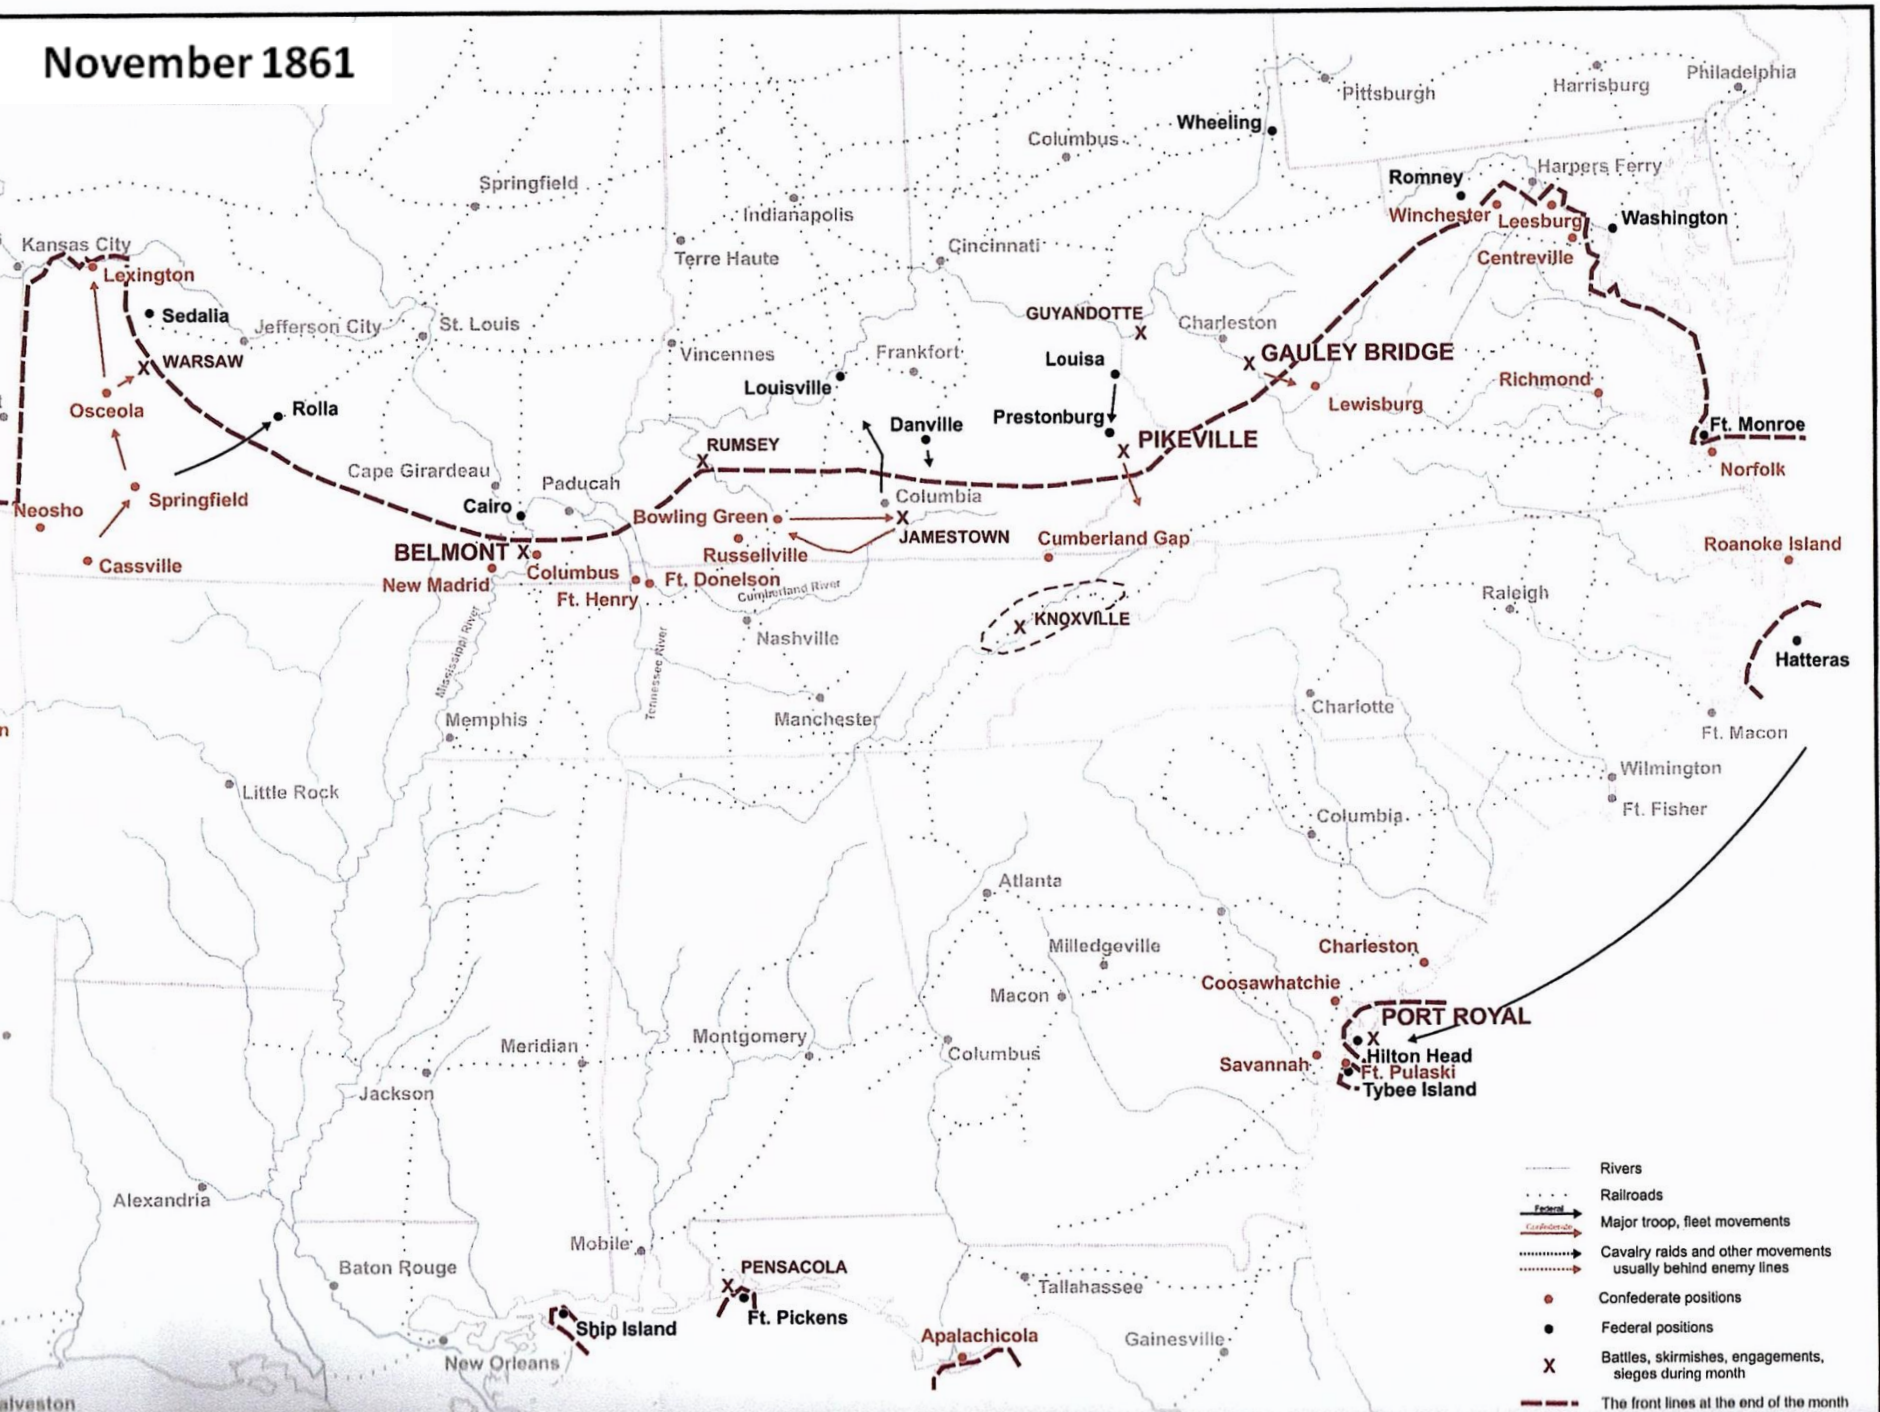 November 1861
Philadelphia
Harrisburg
Pittsburgh
Wheeling
Columbus
Harpers Ferry
Romney
Springfield
Winchester
Leesburg
Washington
Indianapolis
Kansas City
Cincinnati
Terre Haute
Centreville
Lexington
Sedalia
GUYANDOTTE
Jefferson City
St. Louis
Charleston
WARSAW
Vincennes
Frankfort
Louisa
GAULEY BRIDGE
Louisville
Richmond
Osceola
Rolla
Lewisburg
Prestonburg
Danville
Ft. Monroe
RUMSEY
PIKEVILLE
Cape Girardeau
Norfolk
Paducah
Springfield
Columbia
Neosho
Cairo
Bowling Green
JAMESTOWN
Cumberland Gap
BELMONT
Russellville
Roanoke Island
Cassville
Columbus
New Madrid
Ft. Donelson
Ft. Henry
Cumberland River
Raleigh
KNOXVILLE
Nashville
Mississippi River
Tennessee River
Hatteras
Charlotte
Memphis
Manchester
n
Ft. Macon
Wilmington
Little Rock
Ft. Fisher
Columbia
Atlanta
Milledgeville
Charleston
Coosawhatchie
Macon
PORT ROYAL
Montgomery
Meridian
Columbus
Hilton Head
Savannah
Ft. Pulaski
Tybee Island
Jackson
Rivers
Alexandria
Railroads
Federal
Confederate
Major troop, fleet movements
Mobile
Cavalry raids and other movements
usually behind enemy lines
Baton Rouge
PENSACOLA
Tallahassee
Confederate positions
Ft. Pickens
Ship Island
Federal positions
Apalachicola
Gainesville
New Orleans
Battles, skirmishes, engagements,
sieges during month
alveston
The front lines at the end of the month